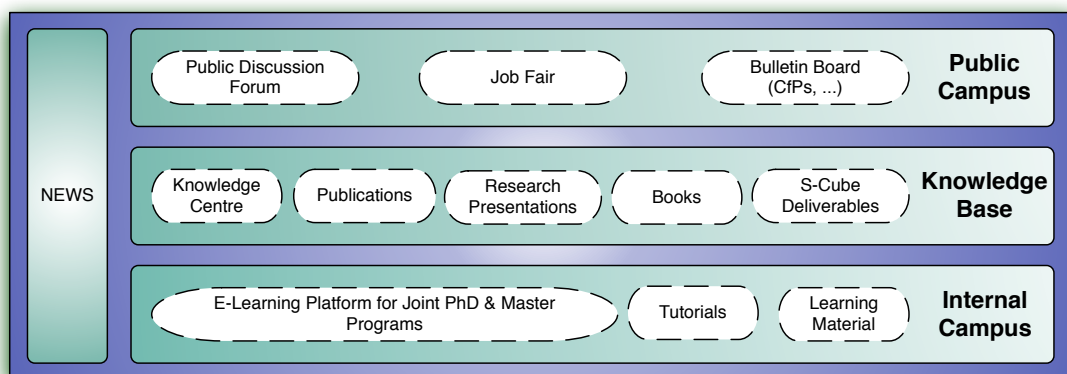 NEWS
Public Discussion
Forum
Job Fair
Bulletin Board
(CfPs, ...)
Public
Campus
Knowledge
Centre
Publications
Research
Presentations
Books
S-Cube
Deliverables
Knowledge
Base
E-Learning Platform for Joint PhD & Master
Programs
Tutorials
Learning
Material
Internal
Campus